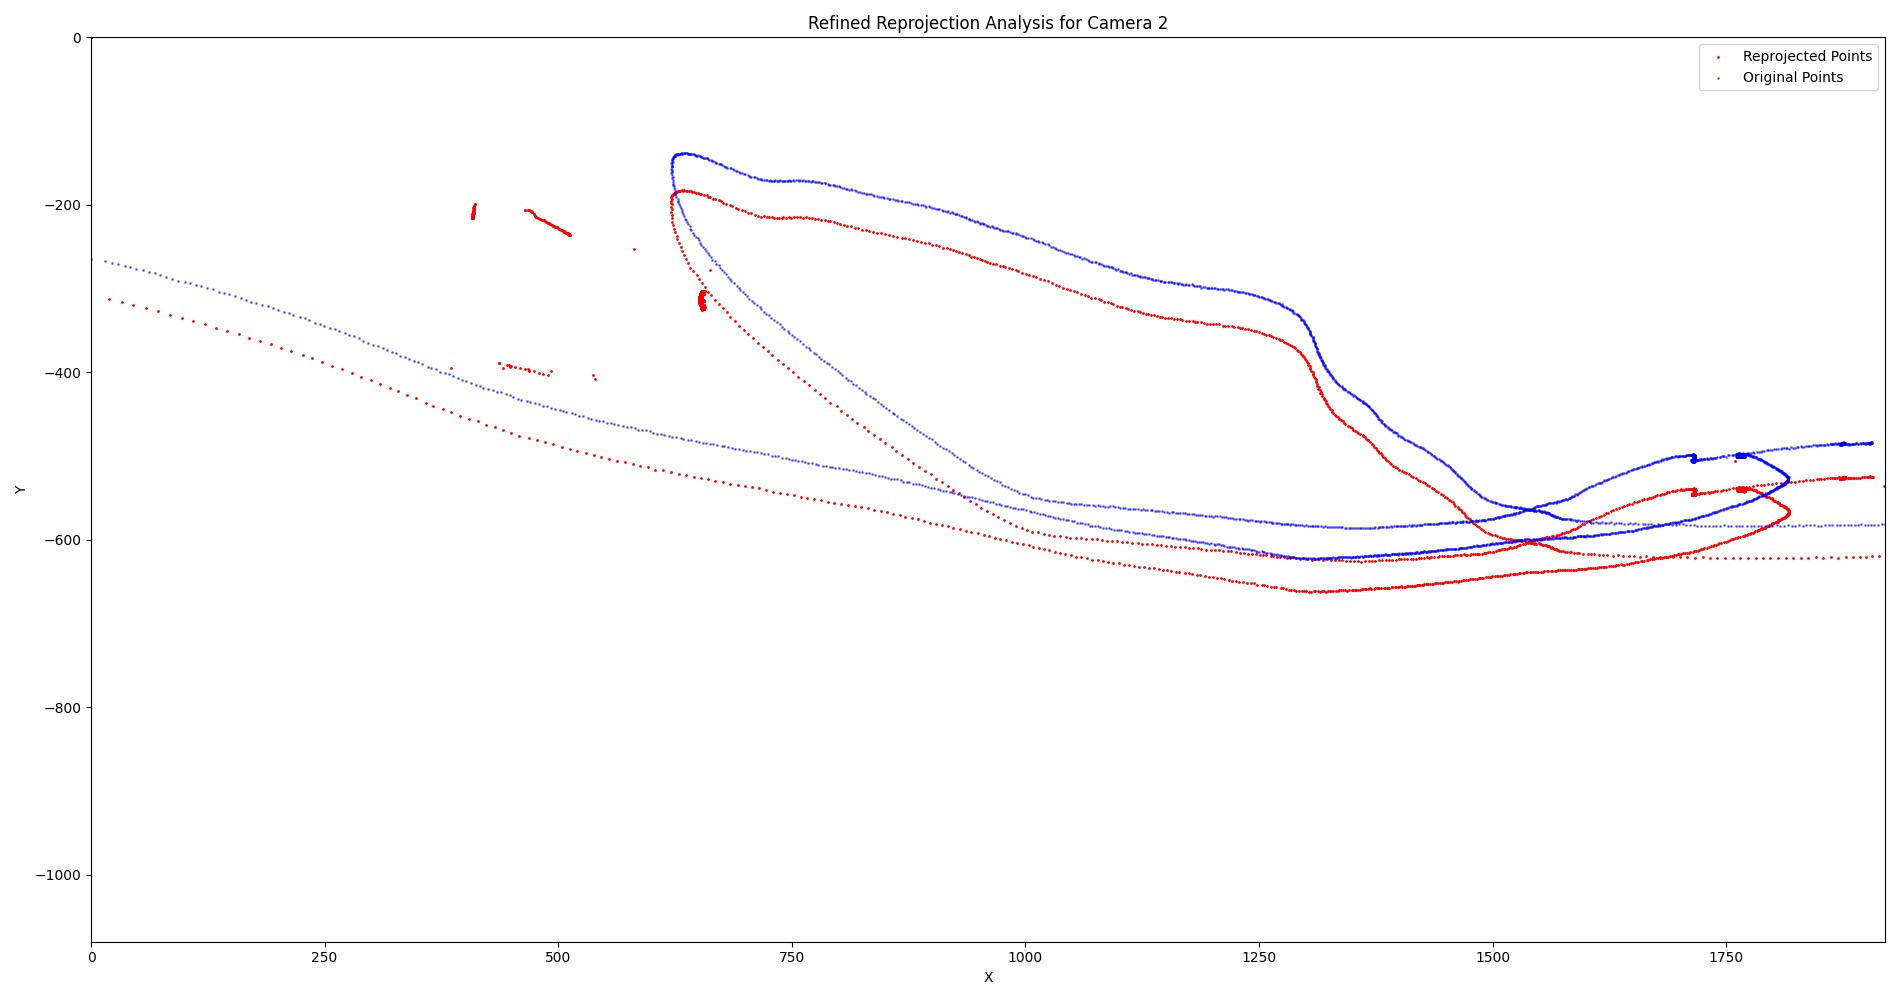 Refined Reprojection Analysis for Camera 2
Reprojected Points
Original Points
0
−200
−400
−600
−800
−1000
Y
0
250
500
750
1000
1250
1500
1750
X